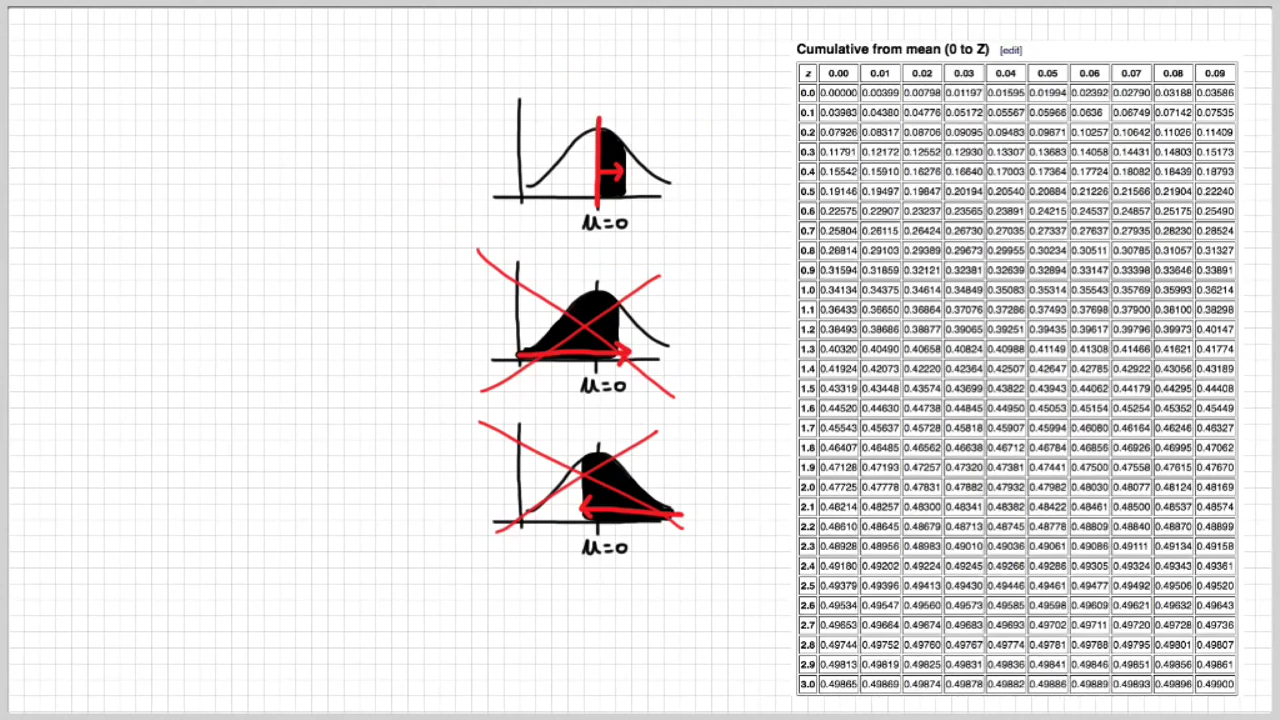 μ=0
μ=0
μ=0
Cumulative from mean (0 to Z) [edit]
z 0.00 0.01 0.02 0.03 0.04 0.05 0.06 0.07 0.08 0.09
0.0 0.00000 0.00399 0.00798 0.01197 0.01595 0.01994 0.02392 0.02790 0.03188 0.03586
0.1 0.03983 0.04380 0.04776 0.05172 0.05567 0.05966 0.0636 0.06749 0.07142 0.07535
0.2 0.07926 0.08317 0.08706 0.09095 0.09483 0.09871 0.10257 0.10642 0.11026 0.11409
0.3 0.11791 0.12172 0.12552 0.12930 0.13307 0.13683 0.14058 0.14431 0.14803 0.15173
0.4 0.15542 0.15910 0.16276 0.16640 0.17003 0.17364 0.17724 0.18082 0.18439 0.18793
0.5 0.19146 0.19497 0.19847 0.20194 0.20540 0.20884 0.21226 0.21566 0.21904 0.22240
0.6 0.22575 0.22907 0.23237 0.23565 0.23891 0.24215 0.24537 0.24857 0.25175 0.25490
0.7 0.25804 0.26115 0.26424 0.26730 0.27035 0.27337 0.27637 0.27935 0.28230 0.28524
0.8 0.28814 0.29103 0.29389 0.29673 0.29955 0.30234 0.30511 0.30785 0.31057 0.31327
0.9 0.31594 0.31859 0.32121 0.32381 0.32639 0.32894 0.33147 0.33398 0.33646 0.33891
1.0 0.34134 0.34375 0.34614 0.34849 0.35083 0.35314 0.35543 0.35769 0.35993 0.36214
1.1 0.36433 0.36650 0.36864 0.37076 0.37286 0.37493 0.37698 0.37900 0.38100 0.38298
1.2 0.38493 0.38686 0.38877 0.39065 0.39251 0.39435 0.39617 0.39796 0.39973 0.40147
1.3 0.40320 0.40490 0.40658 0.40824 0.40988 0.41149 0.41308 0.41466 0.41621 0.41774
1.4 0.41924 0.42073 0.42220 0.42364 0.42507 0.42647 0.42785 0.42922 0.43056 0.43189
1.5 0.43319 0.43448 0.43574 0.43699 0.43822 0.43943 0.44062 0.44179 0.44295 0.44408
1.6 0.44520 0.44630 0.44738 0.44845 0.44950 0.45053 0.45154 0.45254 0.45352 0.45449
1.7 0.45543 0.45637 0.45728 0.45818 0.45907 0.45994 0.46080 0.46164 0.46246 0.46327
1.8 0.46407 0.46485 0.46562 0.46638 0.46712 0.46784 0.46856 0.46926 0.46995 0.47062
1.9 0.47128 0.47193 0.47257 0.47320 0.47381 0.47441 0.47500 0.47558 0.47615 0.47670
2.0 0.47725 0.47778 0.47831 0.47882 0.47932 0.47982 0.48030 0.48077 0.48124 0.48169
2.1 0.48214 0.48257 0.48300 0.48341 0.48382 0.48422 0.48461 0.48500 0.48537 0.48574
2.2 0.48610 0.48645 0.48679 0.48713 0.48745 0.48778 0.48809 0.48840 0.48870 0.48899
2.3 0.48928 0.48956 0.48983 0.49010 0.49036 0.49061 0.49086 0.49111 0.49134 0.49158
2.4 0.49180 0.49202 0.49224 0.49245 0.49266 0.49286 0.49305 0.49324 0.49343 0.49361
2.5 0.49379 0.49396 0.49413 0.49430 0.49446 0.49461 0.49477 0.49492 0.49506 0.49520
2.6 0.49534 0.49547 0.49560 0.49573 0.49585 0.49598 0.49609 0.49621 0.49632 0.49643
2.7 0.49653 0.49664 0.49674 0.49683 0.49693 0.49702 0.49711 0.49720 0.49728 0.49736
2.8 0.49744 0.49752 0.49760 0.49767 0.49774 0.49781 0.49788 0.49795 0.49801 0.49807
2.9 0.49813 0.49819 0.49825 0.49831 0.49836 0.49841 0.49846 0.49851 0.49856 0.49861
3.0 0.49865 0.49869 0.49874 0.49878 0.49882 0.49886 0.49889 0.49893 0.49896 0.49900